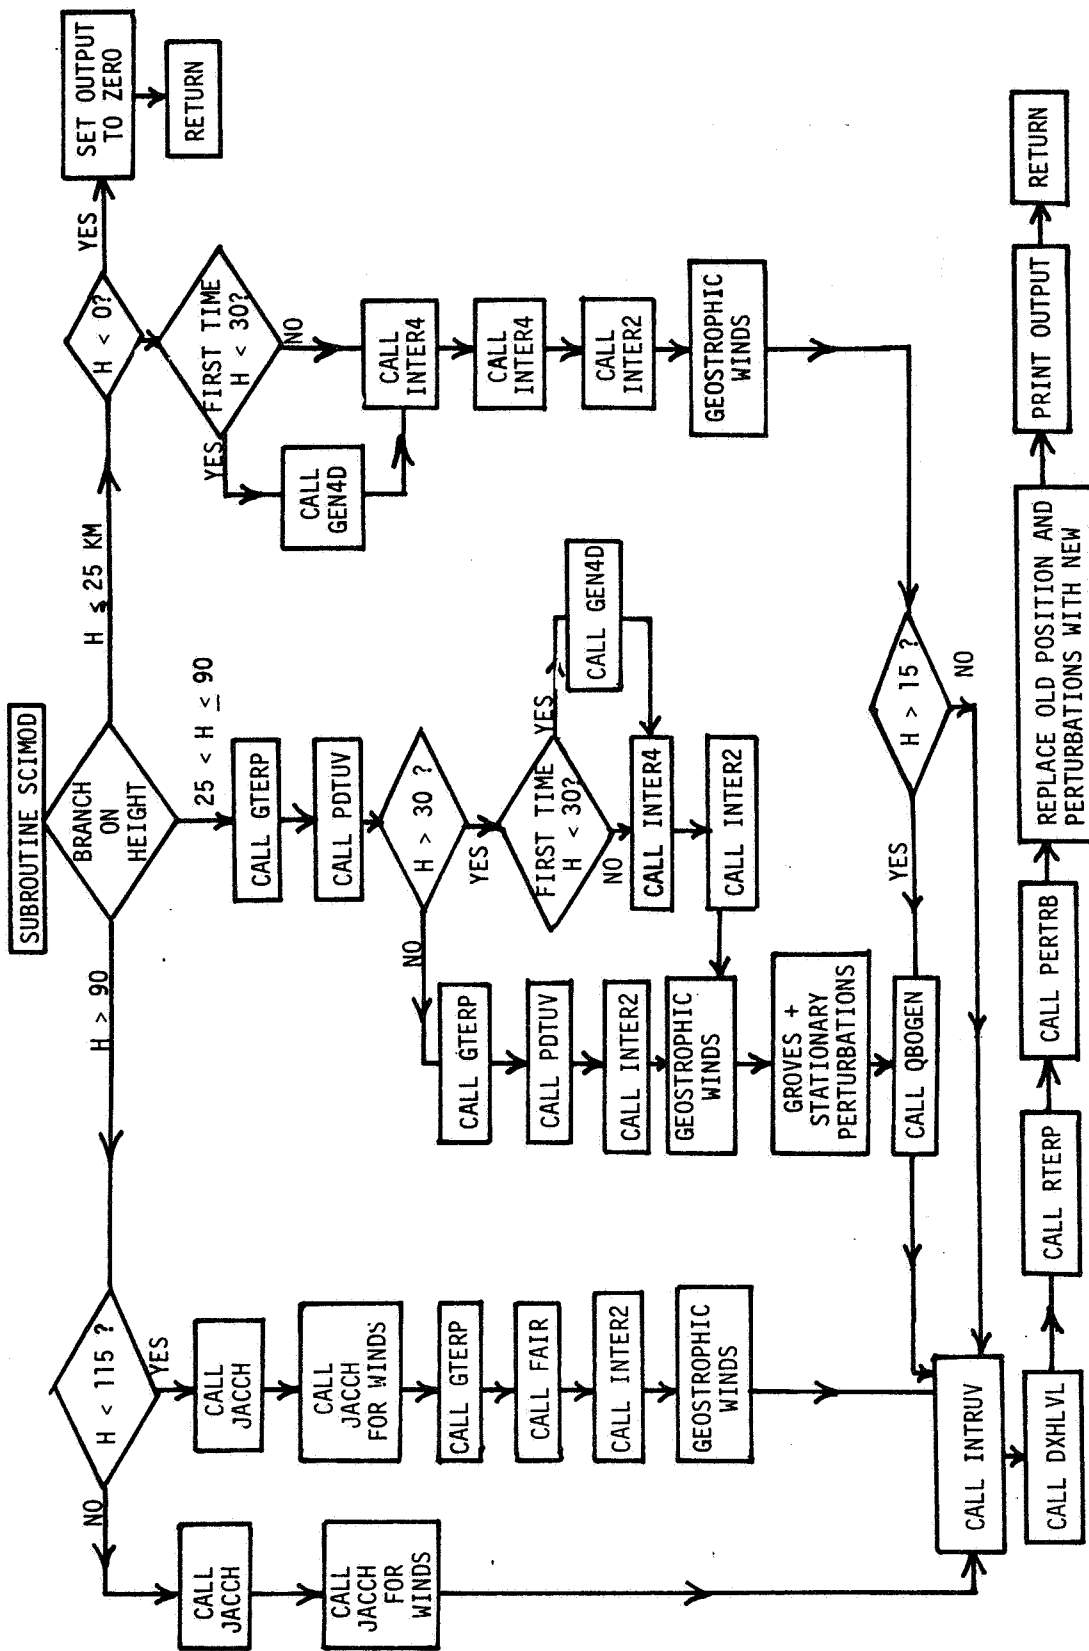 SUBROUTINE SCIMOD
BRANCH
ON
HEIGHT
H > 90
25 < H ≤ 90
H ≤ 25 KM
H < 115 ?
NO
YES
CALL
JACCH
CALL
JACCH
FOR
WINDS
CALL
JACCH
CALL
JACCH
FOR WINDS
CALL GTERP
CALL FAIR
CALL INTER2
GEOSTROPHIC
WINDS
CALL GTERP
CALL PDTUV
H > 30 ?
NO
YES
CALL GTERP
CALL PDTUV
CALL INTER2
GEOSTROPHIC
WINDS
GROVES +
STATIONARY
PERTURBATIONS
CALL QBOGEN
FIRST TIME
H < 30?
YES
NO
CALL GEN4D
CALL INTER4
CALL INTER2
H < 0?
YES
SET OUTPUT
TO ZERO
RETURN
FIRST TIME
H < 30?
YES
NO
CALL
GEN4D
CALL
INTER4
CALL
INTER4
CALL
INTER2
GEOSTROPHIC
WINDS
H > 15 ?
YES
NO
CALL INTRUV
CALL DXHLVL
CALL RTERP
CALL PERTRB
REPLACE OLD POSITION AND
PERTURBATIONS WITH NEW
PRINT OUTPUT
RETURN